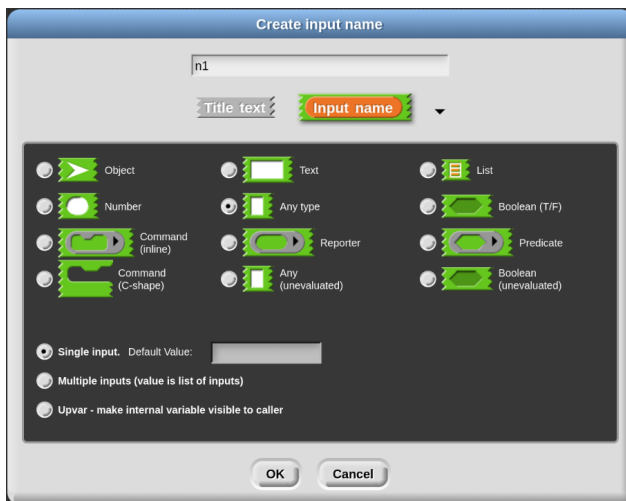 Create input name
n1
Title text
Input name
Object
Text
List
Number
Any type
Boolean (T/F)
Command
(inline)
Reporter
Predicate
Command
(C-shape)
Any
(unevaluated)
Boolean
(unevaluated)
Single input. Default Value:
Multiple inputs (value is list of inputs)
Upvar - make internal variable visible to caller
OK
Cancel